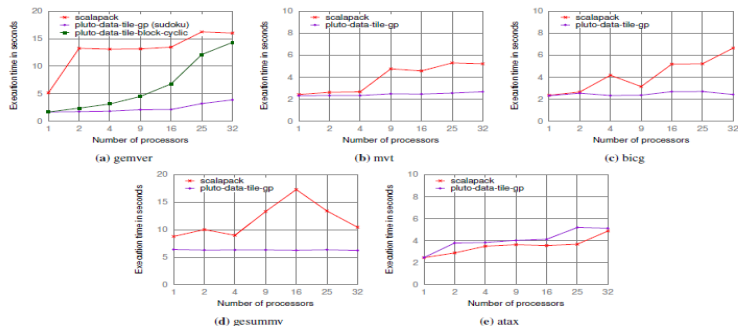 20
15
10
5
0
scalapack
pluto-data-tile-gp (sudoku)
pluto-data-tile-block-cyclic
Execution time in seconds
1 2 4 9 16 25 32
Number of processors
(a) gemver
10
8
6
4
2
0
scalapack
pluto-data-tile-gp
Execution time in seconds
1 2 4 9 16 25 32
Number of processors
(b) mvt
10
8
6
4
2
0
scalapack
pluto-data-tile-gp
Execution time in seconds
1 2 4 9 16 25 32
Number of processors
(c) bicg
20
15
10
5
0
scalapack
pluto-data-tile-gp
Execution time in seconds
1 2 4 9 16 25 32
Number of processors
(d) gesummv
10
8
6
4
2
0
scalapack
pluto-data-tile-gp
Execution time in seconds
1 2 4 9 16 25 32
Number of processors
(e) atax